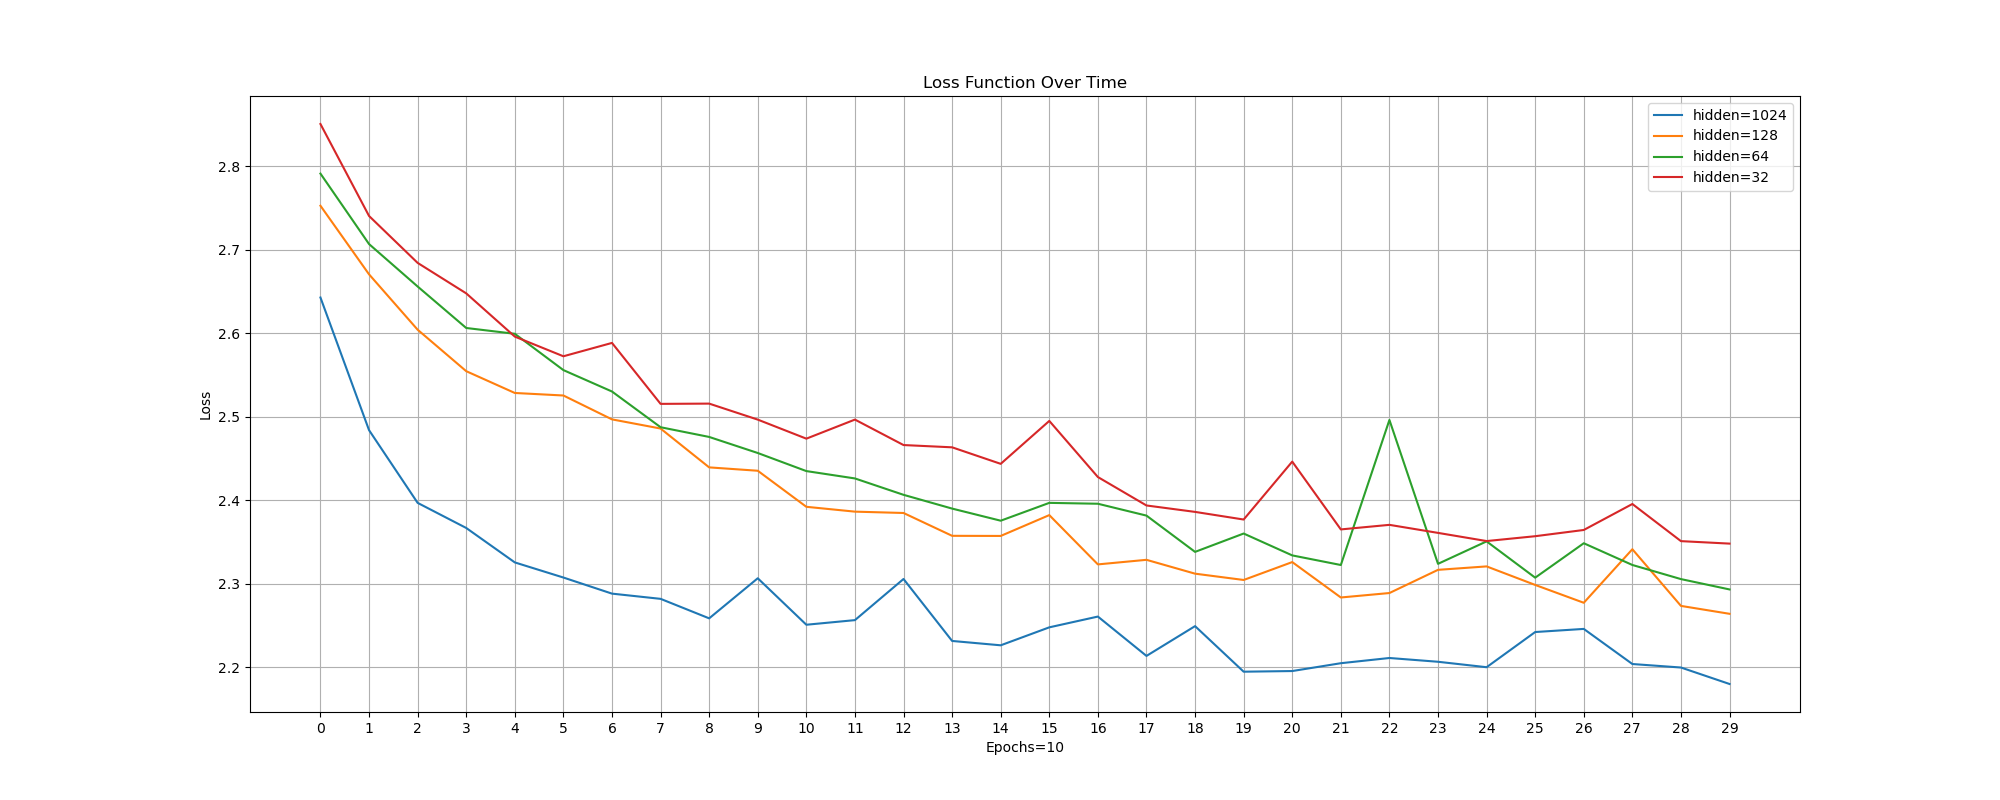 Loss Function Over Time
hidden=1024
hidden=128
hidden=64
hidden=32
2.8
2.7
2.6
2.5
2.4
2.3
2.2
Loss
0 1 2 3 4 5 6 7 8 9 10 11 12 13 14 15 16 17 18 19 20 21 22 23 24 25 26 27 28 29
Epochs=10